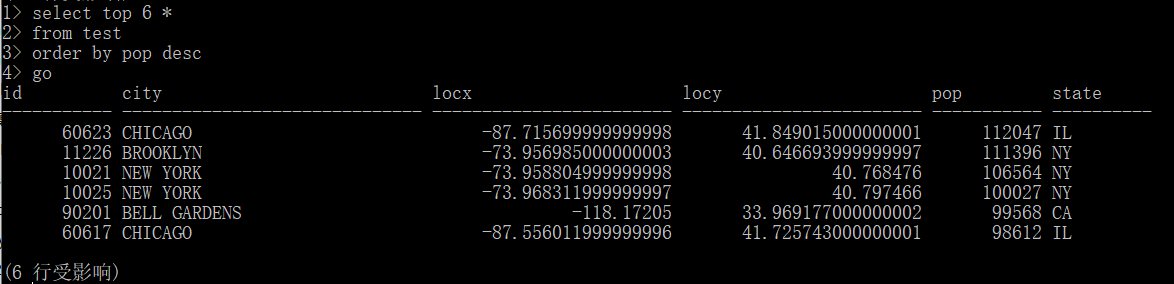 1> select top 6 *
2> from test
3> order by pop desc
4> go
id          city                           locx                     locy                     pop         state
----------- ------------------------------ ------------------------ ------------------------ ----------- ----------
      60623 CHICAGO                             -87.715699999999998       41.849015000000001      112047 IL
      11226 BROOKLYN                            -73.956985000000003       40.646693999999997      111396 NY
      10021 NEW YORK                            -73.958804999999998                40.768476      106564 NY
      10025 NEW YORK                            -73.968311999999997                40.797466      100027 NY
      90201 BELL GARDENS                                 -118.17205       33.969177000000002       99568 CA
      60617 CHICAGO                             -87.556011999999996       41.725743000000001       98612 IL
(6 行受影响)